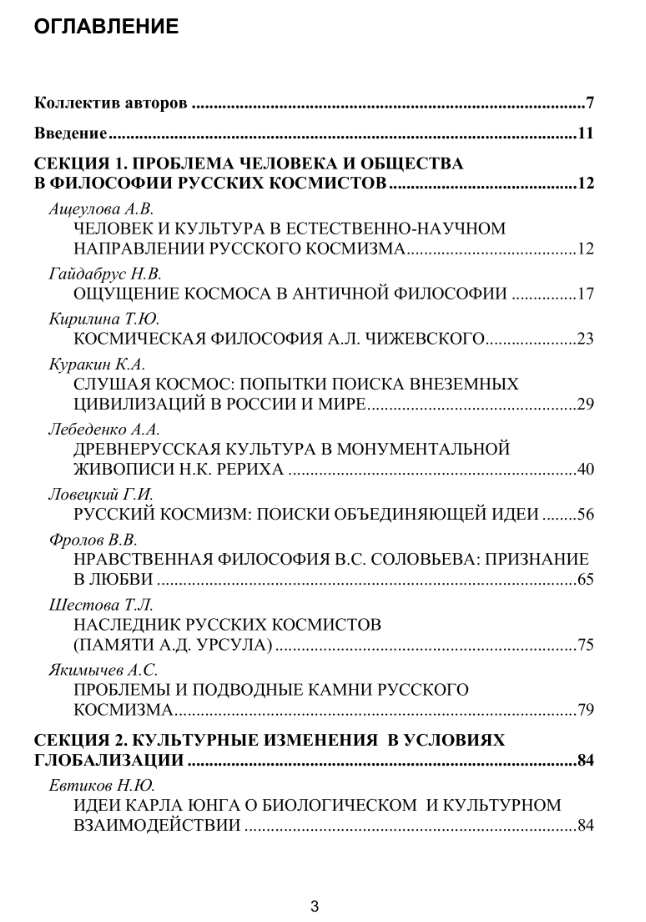 ОГЛАВЛЕНИЕ
Коллектив авторов ........................................................................................7
Введение..........................................................................................................11
СЕКЦИЯ 1. ПРОБЛЕМА ЧЕЛОВЕКА И ОБЩЕСТВА
В ФИЛОСОФИИ РУССКИХ КОСМИСТОВ...........................................12
Ащеулова А.В.
ЧЕЛОВЕК И КУЛЬТУРА В ЕСТЕСТВЕННО-НАУЧНОМ
НАПРАВЛЕНИИ РУССКОГО КОСМИЗМА.......................................12
Гайдабрус Н.В.
ОЩУЩЕНИЕ КОСМОСА В АНТИЧНОЙ ФИЛОСОФИИ ...............17
Кирилина Т.Ю.
КОСМИЧЕСКАЯ ФИЛОСОФИЯ А.Л. ЧИЖЕВСКОГО.....................23
Куракин К.А.
СЛУШАЯ КОСМОС: ПОПЫТКИ ПОИСКА ВНЕЗЕМНЫХ
ЦИВИЛИЗАЦИЙ В РОССИИ И МИРЕ................................................29
Лебеденко А.А.
ДРЕВНЕРУССКАЯ КУЛЬТУРА В МОНУМЕНТАЛЬНОЙ
ЖИВОПИСИ Н.К. РЕРИХА ..................................................................40
Ловецкий Г.И.
РУССКИЙ КОСМИЗМ: ПОИСКИ ОБЪЕДИНЯЮЩЕЙ ИДЕИ ........56
Фролов В.В.
НРАВСТВЕННАЯ ФИЛОСОФИЯ В.С. СОЛОВЬЕВА: ПРИЗНАНИЕ
В ЛЮБВИ ................................................................................................65
Шестова Т.Л.
НАСЛЕДНИК РУССКИХ КОСМИСТОВ
(ПАМЯТИ А.Д. УРСУЛА).....................................................................75
Якимычев А.С.
ПРОБЛЕМЫ И ПОДВОДНЫЕ КАМНИ РУССКОГО
КОСМИЗМА............................................................................................79
СЕКЦИЯ 2. КУЛЬТУРНЫЕ ИЗМЕНЕНИЯ В УСЛОВИЯХ
ГЛОБАЛИЗАЦИИ ........................................................................................84
Евтиков Н.Ю.
ИДЕИ КАРЛА ЮНГА О БИОЛОГИЧЕСКОМ И КУЛЬТУРНОМ
ВЗАИМОДЕЙСТВИИ ............................................................................84
3